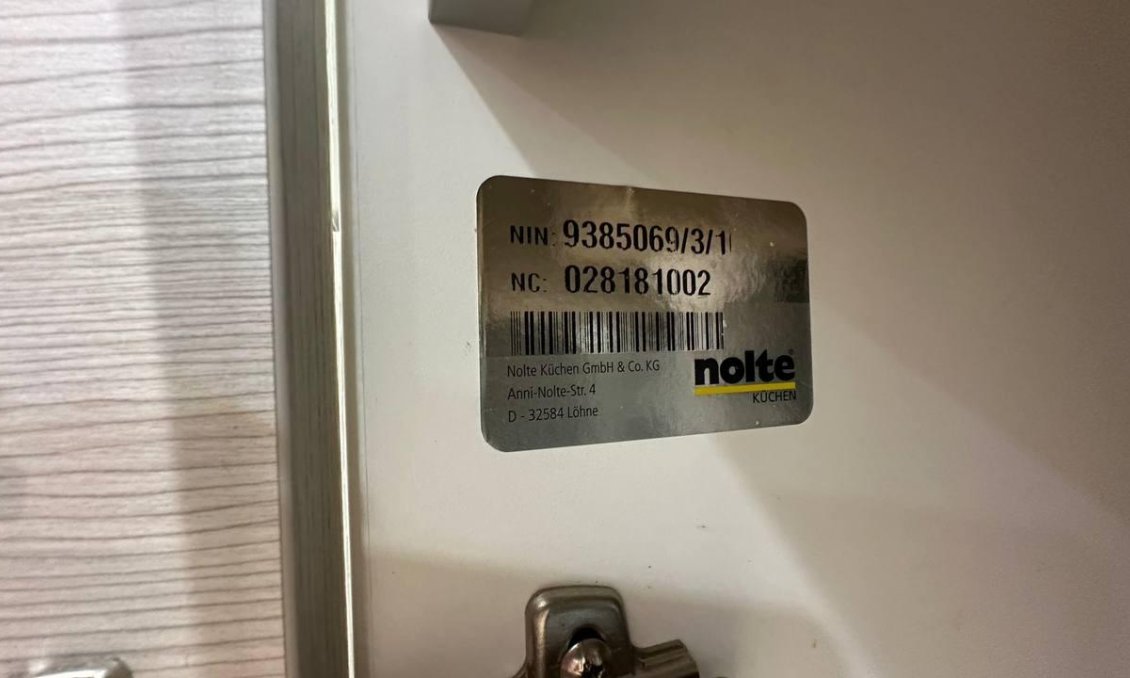 NIN: 9385069/3/1
NC: 028181002
Nolte Küchen GmbH & Co. KG
Anni-Nolte-Str. 4
D - 32584 Löhne
nolte
KÜCHEN